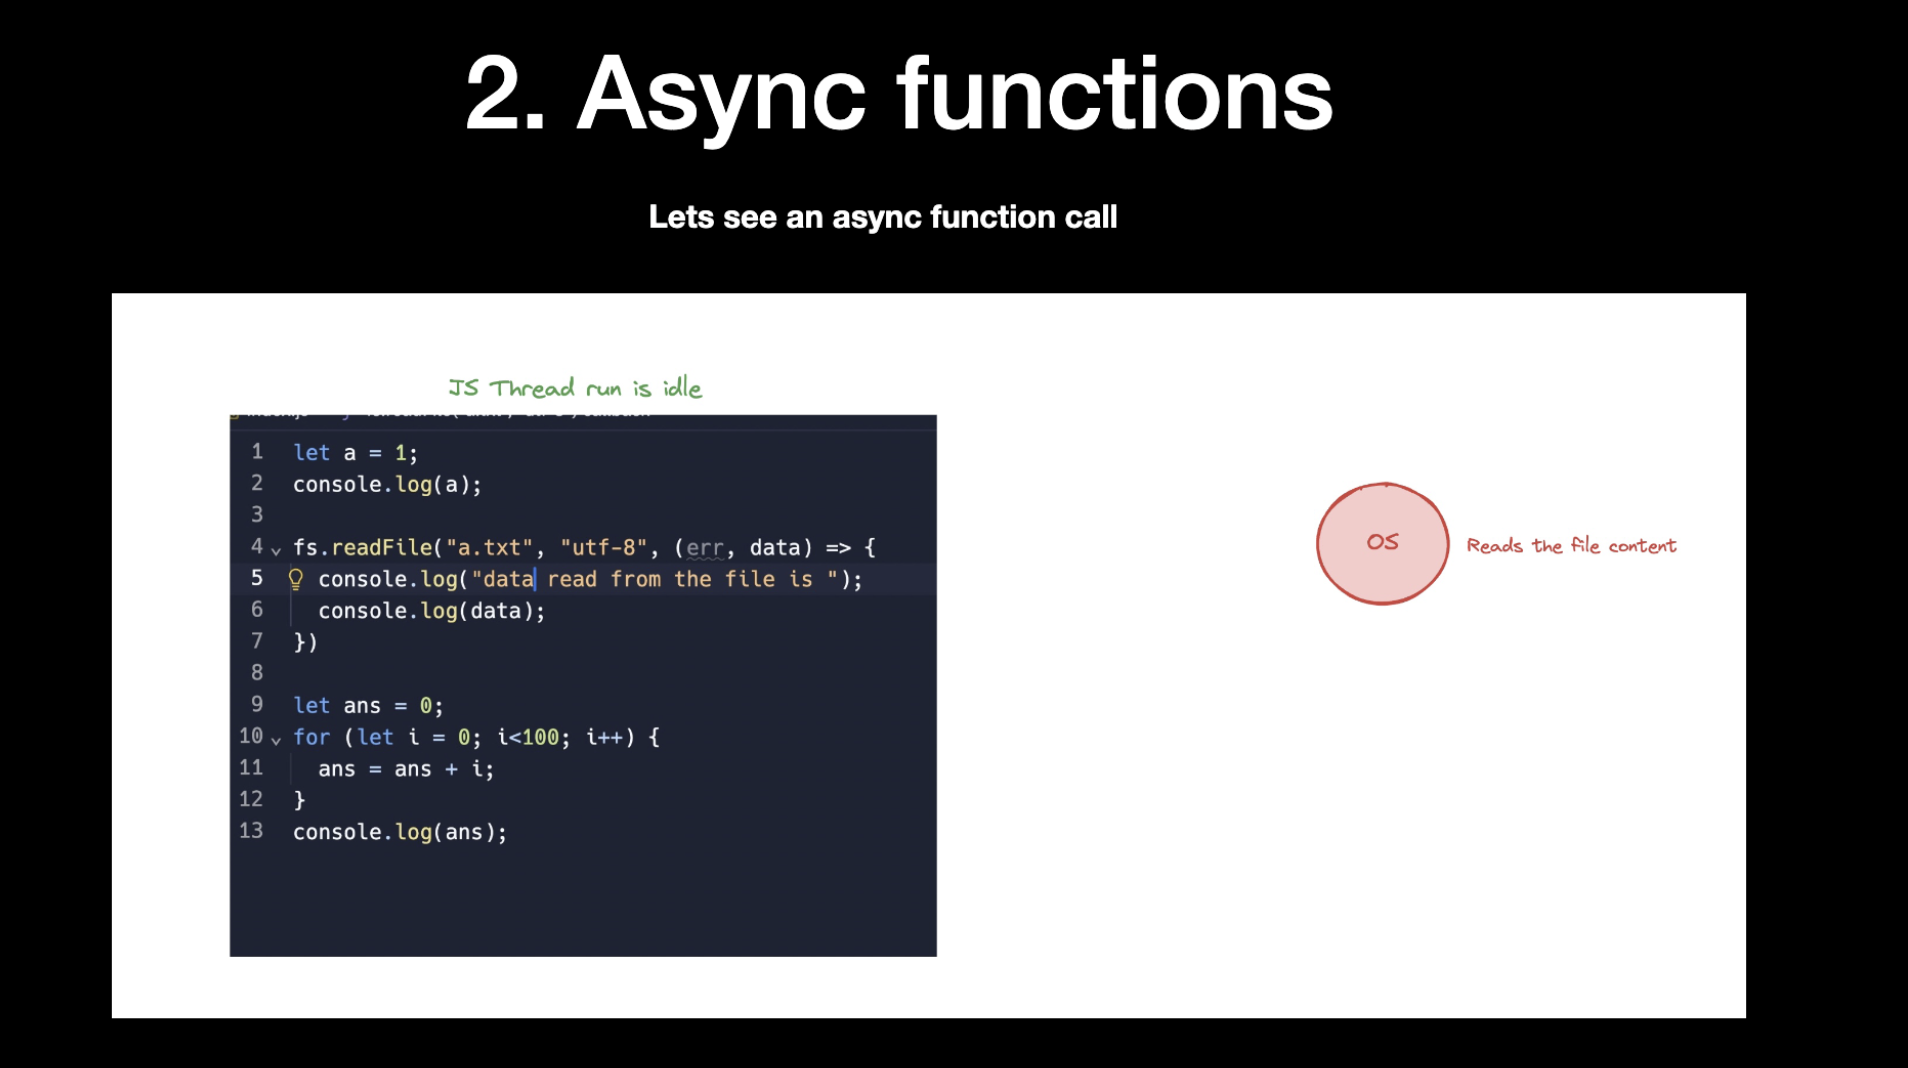 2. Async functions
Lets see an async function call
JS Thread run is idle
1 let a = 1;
2 console.log(a);
3
4 fs.readFile("a.txt", "utf-8", (err, data) => {
5 console.log("data read from the file is ");
6 console.log(data);
7 })
8
9 let ans = 0;
10 for (let i = 0; i<100; i++) {
11 ans = ans + i;
12 }
13 console.log(ans);
OS
Reads the file content